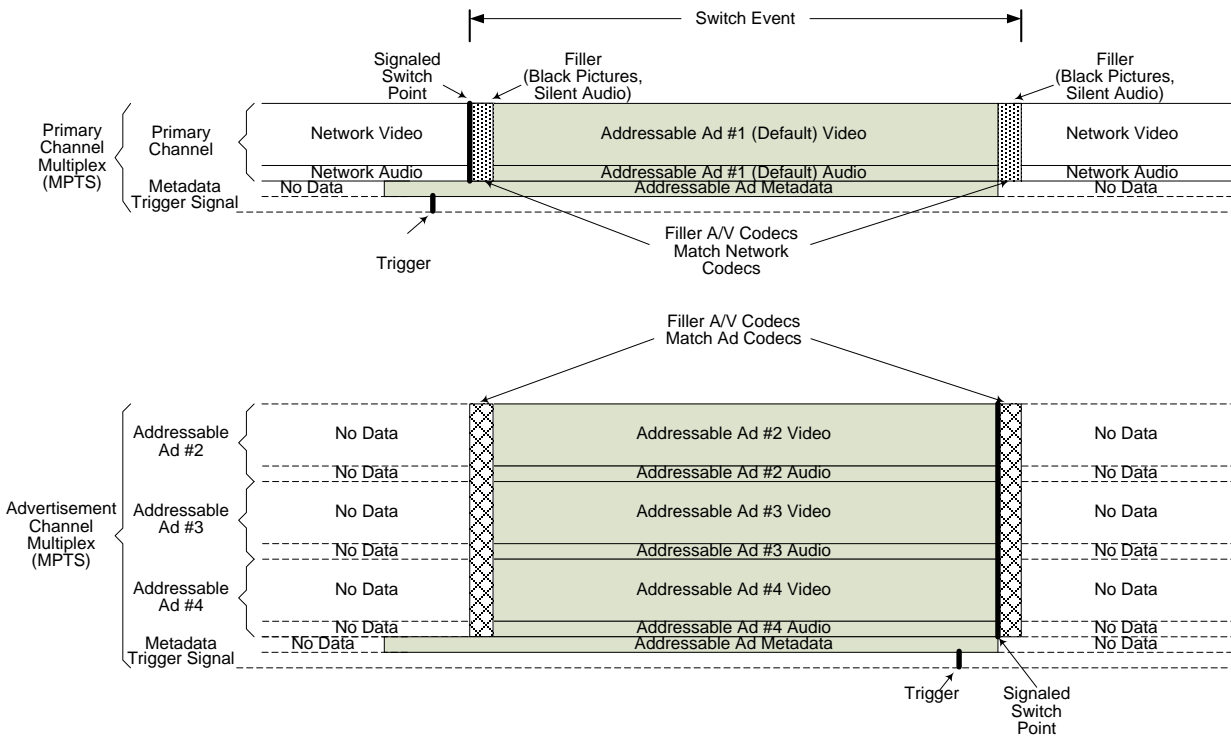 Switch Event
Signaled
Switch
Point
Filler
(Black Pictures,
Silent Audio)
Filler
(Black Pictures,
Silent Audio)
Primary
Channel
Multiplex
(MPTS)
Primary
Channel
Network Video
Addressable Ad #1 (Default) Video
Network Video
Network Audio
Addressable Ad #1 (Default) Audio
Network Audio
Metadata
No Data
Addressable Ad Metadata
No Data
Trigger Signal
Trigger
Filler A/V Codecs
Match Network
Codecs
Filler A/V Codecs
Match Ad Codecs
Advertisement
Channel
Multiplex
(MPTS)
Addressable
Ad #2
No Data
Addressable Ad #2 Video
No Data
No Data
Addressable Ad #2 Audio
No Data
Addressable
Ad #3
No Data
Addressable Ad #3 Video
No Data
No Data
Addressable Ad #3 Audio
No Data
Addressable
Ad #4
No Data
Addressable Ad #4 Video
No Data
No Data
Addressable Ad #4 Audio
No Data
Metadata
No Data
Addressable Ad Metadata
No Data
Trigger Signal
Trigger
Signaled
Switch
Point